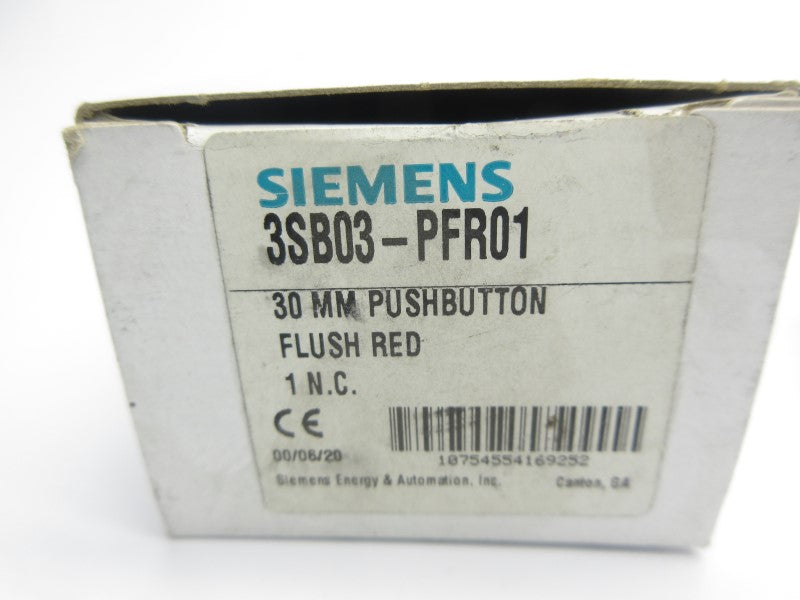 SIEMENS
3SB03-PFR01
30 MM PUSHBUTTON
FLUSH RED
1 N.C.
CE
00/06/20
10754554169252
Siemens Energy & Automation, Inc. Canton, GA